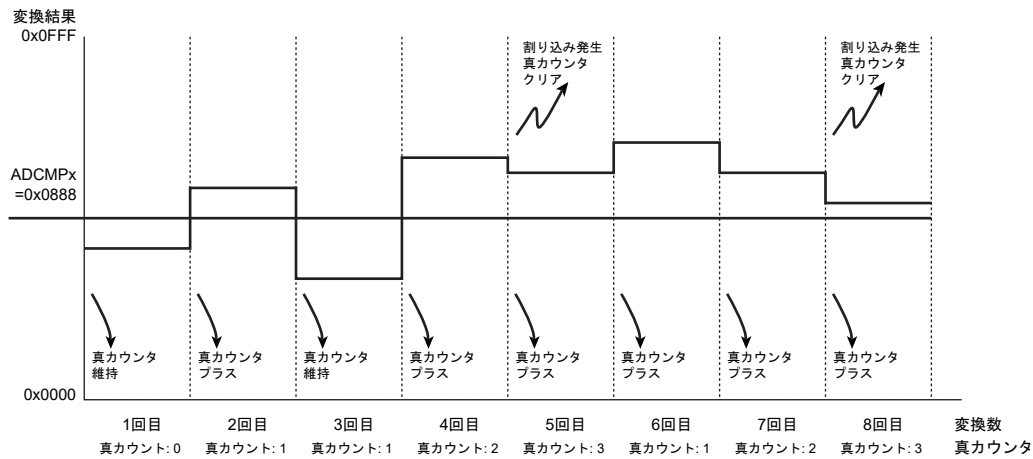 変換結果
0x0FFF
割り込み発生
真カウンタ
クリア
割り込み発生
真カウンタ
クリア
ADCMPx
=0x0888
真カウンタ
維持
真カウンタ
プラス
真カウンタ
維持
真カウンタ
プラス
真カウンタ
プラス
真カウンタ
プラス
真カウンタ
プラス
真カウンタ
プラス
0x0000
1回目 2回目 3回目 4回目 5回目 6回目 7回目 8回目 変換数
真カウント: 0 真カウント: 1 真カウント: 1 真カウント: 2 真カウント: 3 真カウント: 1 真カウント: 2 真カウント: 3 真カウンタ